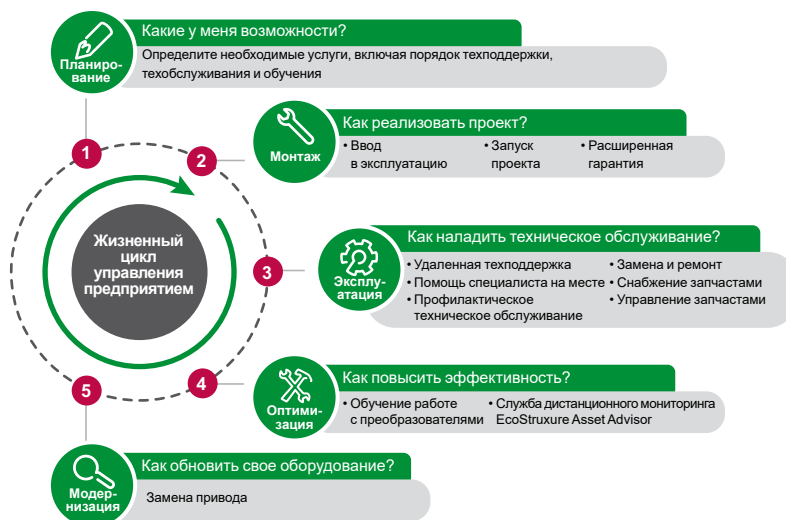 Какие у меня возможности?
Планиро-
вание
Определите необходимые услуги, включая порядок техподдержки,
техобслуживания и обучения
1
2
Монтаж
Как реализовать проект?
• Ввод
в эксплуатацию
• Запуск
проекта
• Расширенная
гарантия
Жизненный
цикл
управления
предприятием
3
Эксплу-
атация
Как наладить техническое обслуживание?
• Удаленная техподдержка
• Помощь специалиста на месте
• Профилактическое
техническое обслуживание
• Замена и ремонт
• Снабжение запчастами
• Управление запчастами
4
Оптими-
зация
Как повысить эффективность?
• Обучение работе
с преобразователями
• Служба дистанционного мониторинга
EcoStruxure Asset Advisor
5
Модер-
низация
Как обновить свое оборудование?
Замена привода